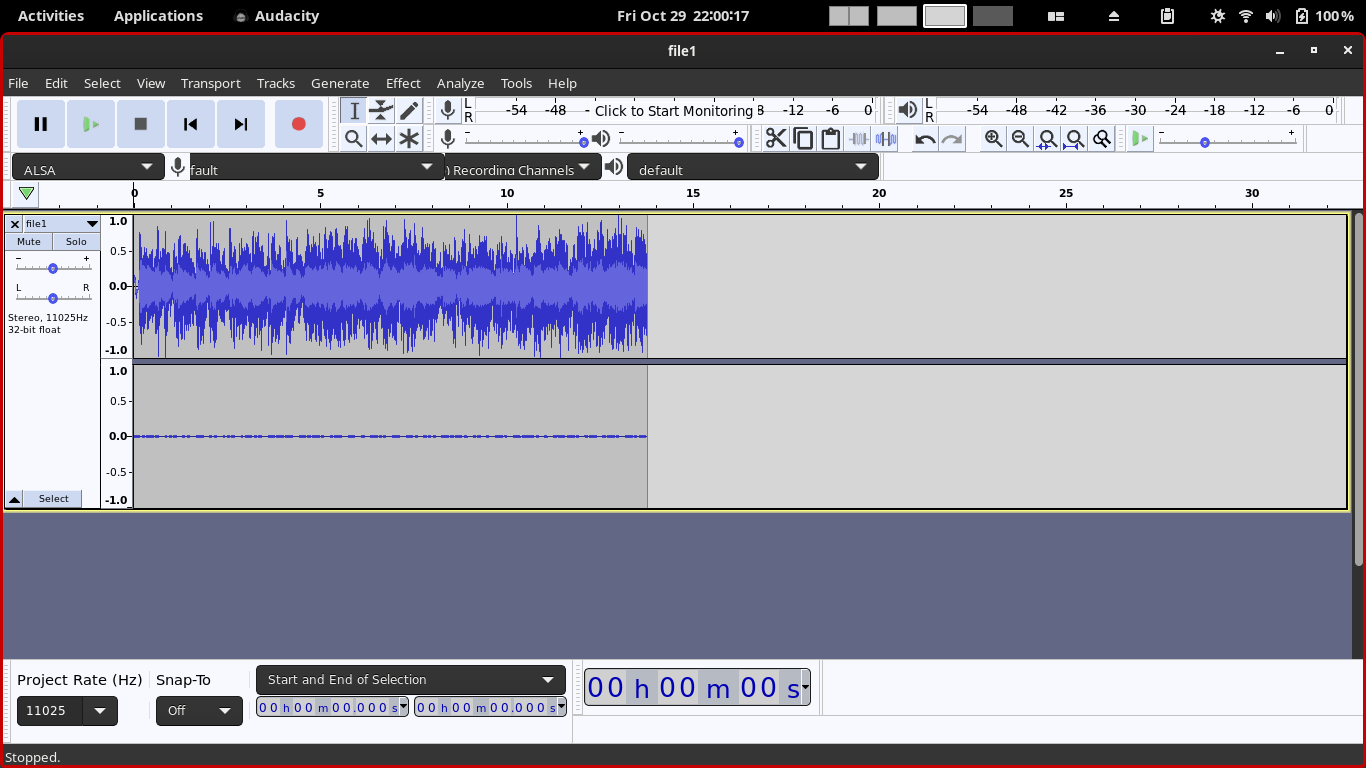 Activities Applications Audacity Fri Oct 29 22:00:17 100%
file1
File Edit Select View Transport Tracks Generate Effect Analyze Tools Help
L R -54 -48 - Click to Start Monitoring 8 -12 -6 0 L R -54 -48 -42 -36 -30 -24 -18 -12 -6 0
- + - + - +
ALSA fault ) Recording Channels default
0 5 10 15 20 25 30
file1
Mute Solo
- +
L R
Stereo, 11025Hz
32-bit float
Select
1.0
0.5
0.0
-0.5
-1.0
1.0
0.5
0.0
-0.5
-1.0
Project Rate (Hz) Snap-To Start and End of Selection
11025 Off 00 h 00 m 00.000 s 00 h 00 m 00.000 s 00 h 00 m 00 s
Stopped.